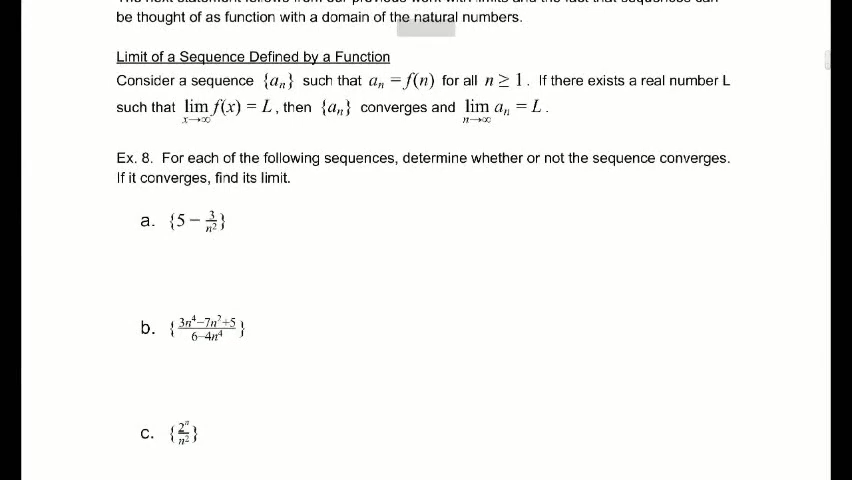 be thought of as function with a domain of the natural numbers.
Limit of a Sequence Defined by a Function
Consider a sequence {aₙ} such that aₙ = f(n) for all n ≥ 1. If there exists a real number L
such that lim x→∞ f(x) = L, then {aₙ} converges and lim n→∞ aₙ = L.
Ex. 8. For each of the following sequences, determine whether or not the sequence converges.
If it converges, find its limit.
a. {5 − 3/n²}
b. {(3n⁴−7n²+5)/(6−4n⁴)}
c. {2ⁿ/n²}